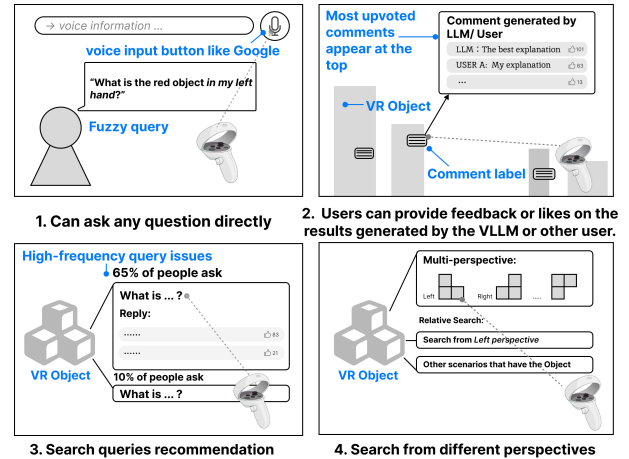 → voice information ...
voice input button like Google
“What is the red object in my left
hand?”
Fuzzy query
1. Can ask any question directly
Most upvoted
comments
appear at the
top
Comment generated by
LLM/ User
LLM : The best explanation 101
USER A: My explanation 63
... 13
VR Object
Comment label
2. Users can provide feedback or likes on the
results generated by the VLLM or other user.
High-frequency query issues
65% of people ask
What is ... ?
Reply:
...... 83
...... 21
VR Object
10% of people ask
What is ... ?
3. Search queries recommendation
Multi-perspective:
Left Right ....
Relative Search:
Search from Left perspective
VR Object
Other scenarios that have the Object
4. Search from different perspectives